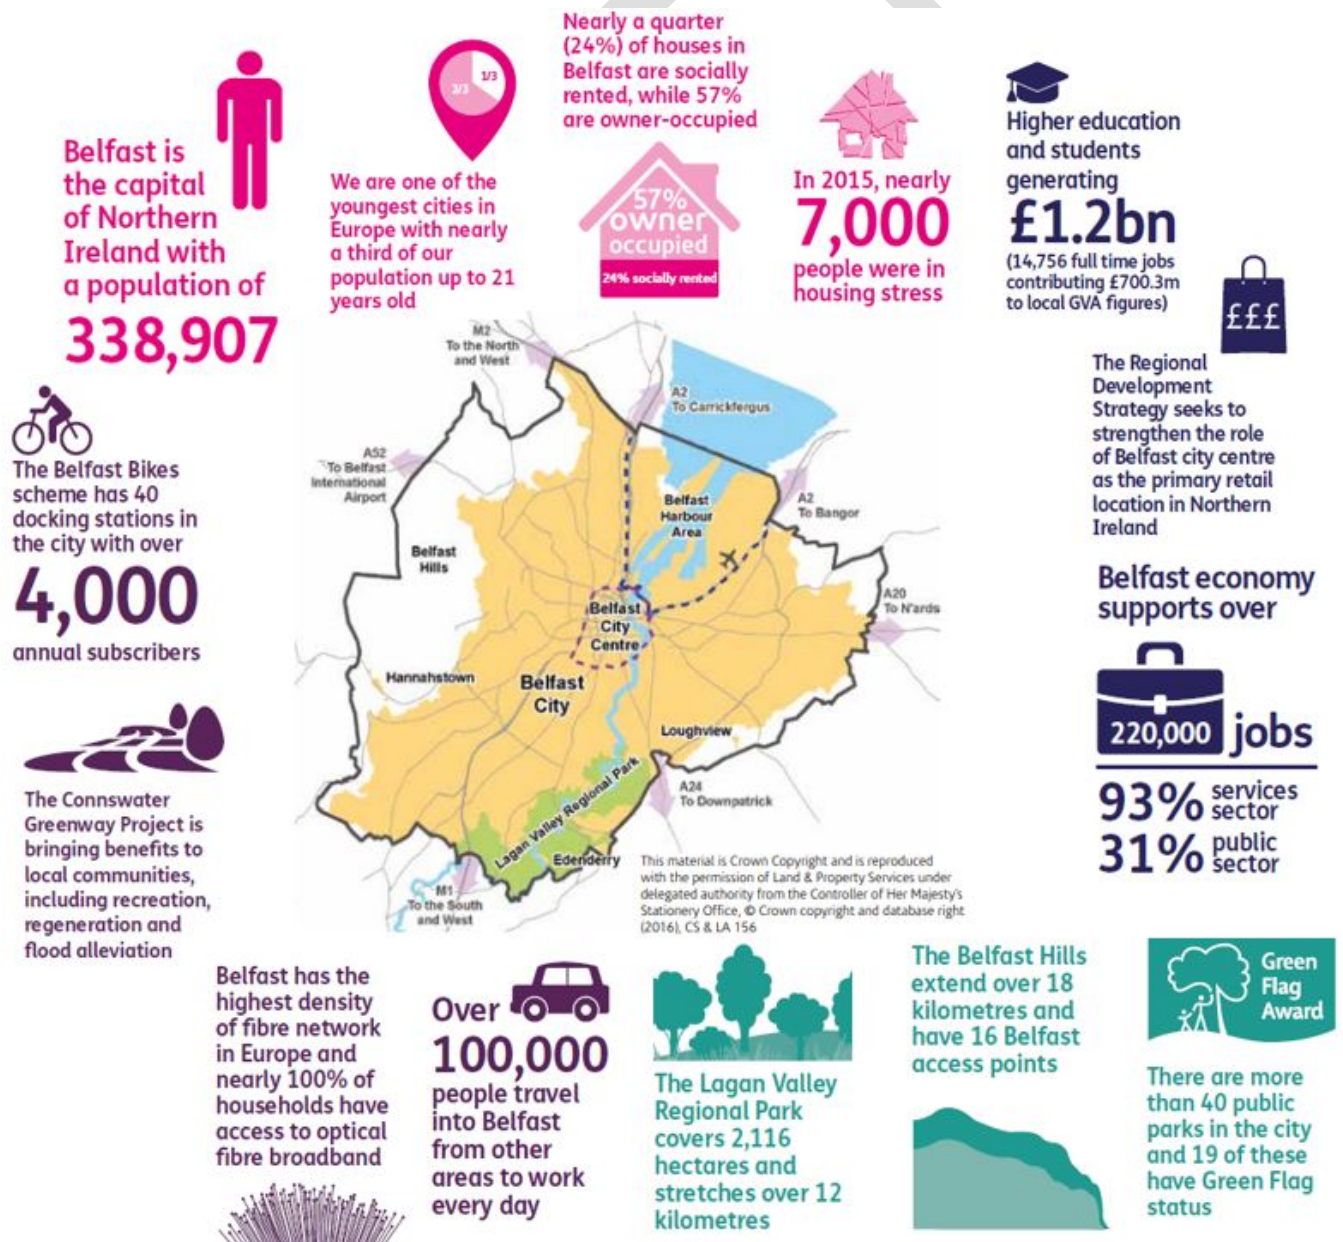 Belfast is
the capital
of Northern
Ireland with
a population of
338,907
1/3
We are one of the
youngest cities in
Europe with nearly
a third of our
population up to 21
years old
Nearly a quarter
(24%) of houses in
Belfast are socially
rented, while 57%
are owner-occupied
57%
owner
occupied
24% socially rented
In 2015, nearly
7,000
people were in
housing stress
Higher education
and students
generating
£1.2bn
(14,756 full time jobs
contributing £700.3m
to local GVA figures)
£££
The Regional
Development
Strategy seeks to
strengthen the role
of Belfast city centre
as the primary retail
location in Northern
Ireland
Belfast economy
supports over
220,000 jobs
93% services
sector
31% public
sector
The Belfast Bikes
scheme has 40
docking stations in
the city with over
4,000
annual subscribers
The Connswater
Greenway Project is
bringing benefits to
local communities,
including recreation,
regeneration and
flood alleviation
M2
To the North
and West
A2
To Carrickfergus
A52
To Belfast
International
Airport
Belfast
Harbour
Area
A2
To Bangor
Belfast
Hills
A20
To N'ards
Belfast
City
Centre
Hannahstown
Belfast
City
Loughview
Lagan Valley Regional Park
A24
To Downpatrick
Edenderry
M1
To the South
and West
This material is Crown Copyright and is reproduced
with the permission of Land & Property Services under
delegated authority from the Controller of Her Majesty's
Stationery Office, © Crown copyright and database right
(2016), CS & LA 156
Belfast has the
highest density
of fibre network
in Europe and
nearly 100% of
households have
access to optical
fibre broadband
Over
100,000
people travel
into Belfast
from other
areas to work
every day
The Lagan Valley
Regional Park
covers 2,116
hectares and
stretches over 12
kilometres
The Belfast Hills
extend over 18
kilometres and
have 16 Belfast
access points
Green
Flag
Award
There are more
than 40 public
parks in the city
and 19 of these
have Green Flag
status